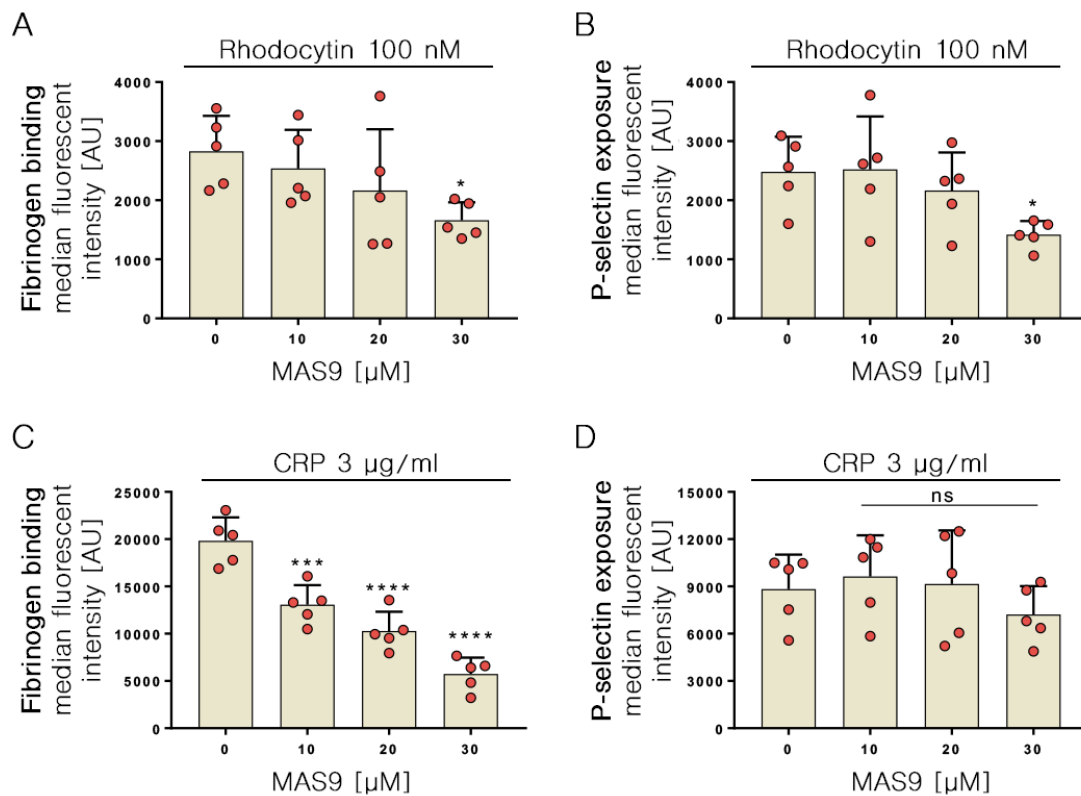 A
Rhodocytin 100 nM
Fibrinogen binding
median fluorescent
intensity [AU]
4000
3000
2000
1000
0
*
0 10 20 30
MAS9 [µM]
B
Rhodocytin 100 nM
P-selectin exposure
median fluorescent
intensity [AU]
4000
3000
2000
1000
0
*
0 10 20 30
MAS9 [µM]
C
CRP 3 µg/ml
Fibrinogen binding
median fluorescent
intensity [AU]
25000
20000
15000
10000
5000
0
***
****
****
0 10 20 30
MAS9 [µM]
D
CRP 3 µg/ml
ns
P-selectin exposure
median fluorescent
intensity [AU]
15000
12000
9000
6000
3000
0
0 10 20 30
MAS9 [µM]